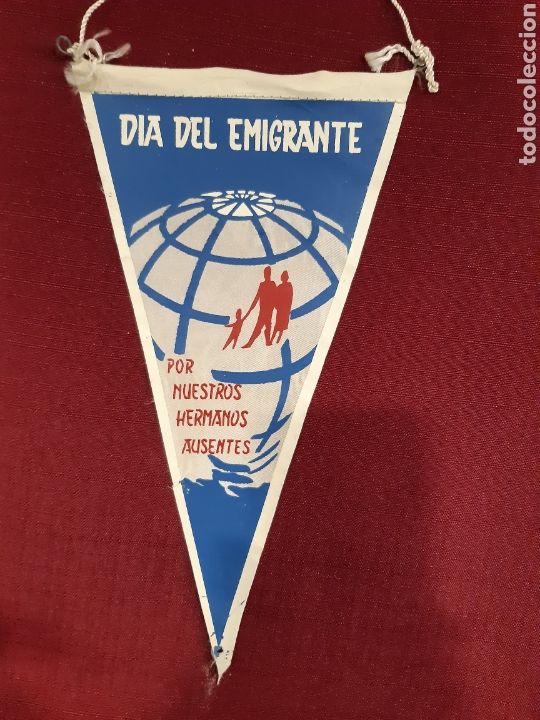 DIA DEL EMIGRANTE
POR
NUESTROS
HERMANOS
AUSENTES
todocoleccion